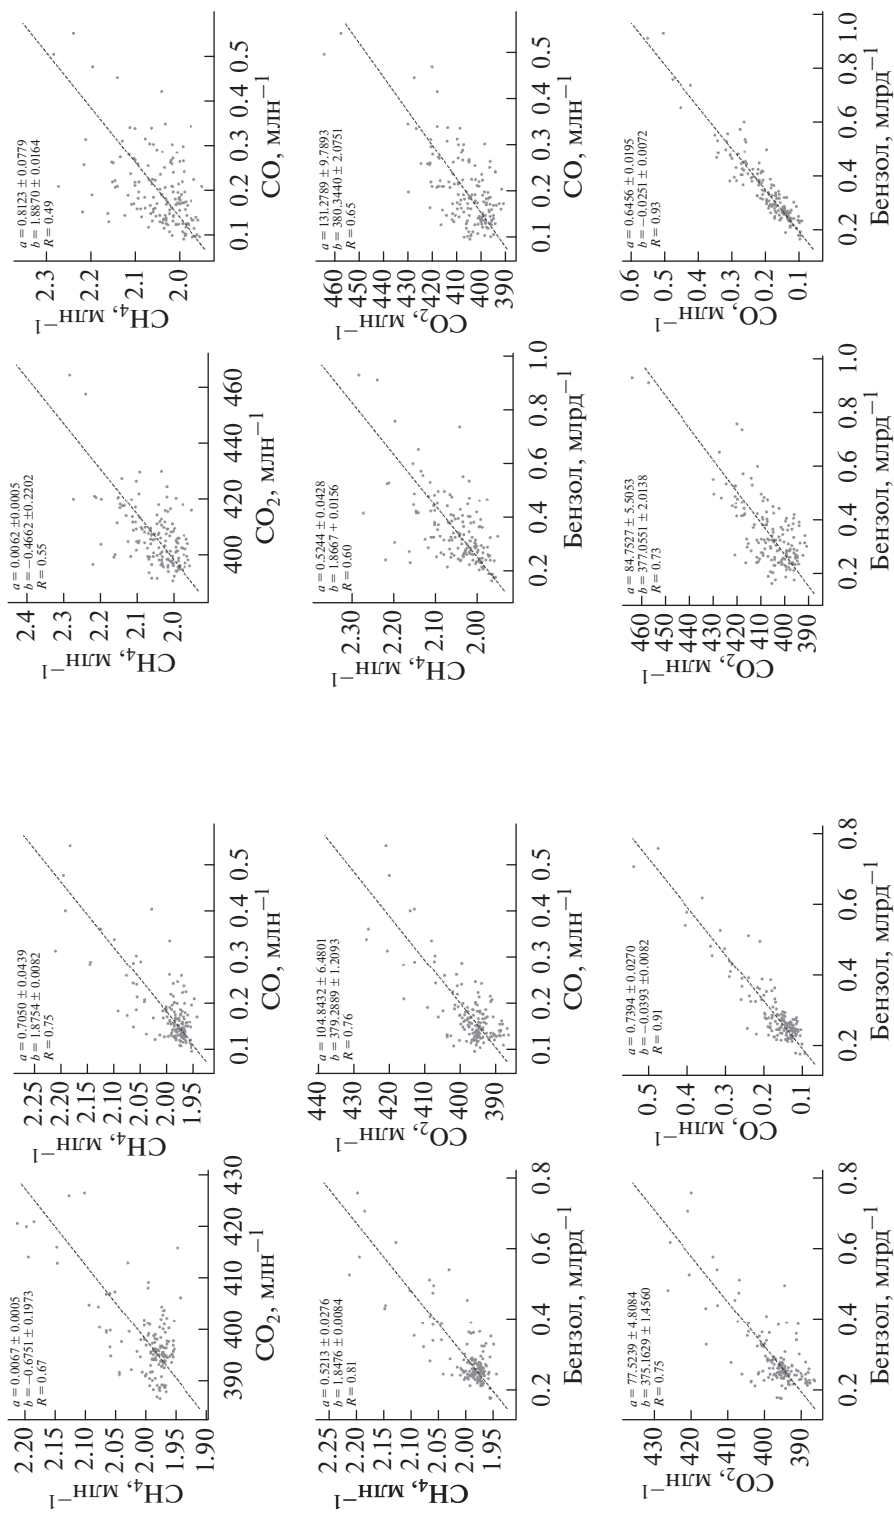 a = 0.0067 ± 0.0005
b = −0.6751 ± 0.1973
R = 0.67
CH₄, млн⁻¹
2.20
2.15
2.10
2.05
2.00
1.95
1.90
390 400 410 420 430
CO₂, млн⁻¹
a = 0.7050 ± 0.0439
b = 1.8754 ± 0.0082
R = 0.75
CH₄, млн⁻¹
2.25
2.20
2.15
2.10
2.05
2.00
1.95
0.1 0.2 0.3 0.4 0.5
CO, млн⁻¹
a = 0.0062 ±0.0005
b = −0.4662 ±0.2202
R = 0.55
CH₄, млн⁻¹
2.4
2.3
2.2
2.1
2.0
400 420 440 460
CO₂, млн⁻¹
a = 0.8123 ± 0.0779
b = 1.8870 ± 0.0164
R = 0.49
CH₄, млн⁻¹
2.3
2.2
2.1
2.0
0.1 0.2 0.3 0.4 0.5
CO, млн⁻¹
a = 0.5213 ± 0.0276
b = 1.8476 ± 0.0084
R = 0.81
CH₄, млн⁻¹
2.25
2.20
2.15
2.10
2.05
2.00
1.95
0.2 0.4 0.6 0.8
Бензол, млрд⁻¹
a = 104.8432 ± 6.4801
b = 379.2889 ± 1.2093
R = 0.76
CO₂, млн⁻¹
440
430
420
410
400
390
0.1 0.2 0.3 0.4 0.5
CO, млн⁻¹
a = 0.5244 ± 0.0428
b = 1.8667 + 0.0156
R = 0.60
CH₄, млн⁻¹
2.30
2.20
2.10
2.00
0.2 0.4 0.6 0.8 1.0
Бензол, млрд⁻¹
a = 131.2789 ± 9.7893
b = 380.3440 ± 2.0751
R = 0.65
CO₂, млн⁻¹
460
450
440
430
420
410
400
390
0.1 0.2 0.3 0.4 0.5
CO, млн⁻¹
a = 77.5239 ± 4.8084
b = 375.1629 ± 1.4560
R = 0.75
CO₂, млн⁻¹
430
420
410
400
390
0.2 0.4 0.6 0.8
Бензол, млрд⁻¹
a = 0.7394 ± 0.0270
b = −0.0393 ±0.0082
R = 0.91
CO, млн⁻¹
0.5
0.4
0.3
0.2
0.1
0.2 0.4 0.6 0.8
Бензол, млрд⁻¹
a = 84.7527 ± 5.5053
b = 377.0551 ± 2.0138
R = 0.73
CO₂, млн⁻¹
460
450
440
430
420
410
400
390
0.2 0.4 0.6 0.8 1.0
Бензол, млрд⁻¹
a = 0.6456 ± 0.0195
b = −0.0251 ± 0.0072
R = 0.93
CO, млн⁻¹
0.6
0.5
0.4
0.3
0.2
0.1
0.2 0.4 0.6 0.8 1.0
Бензол, млрд⁻¹